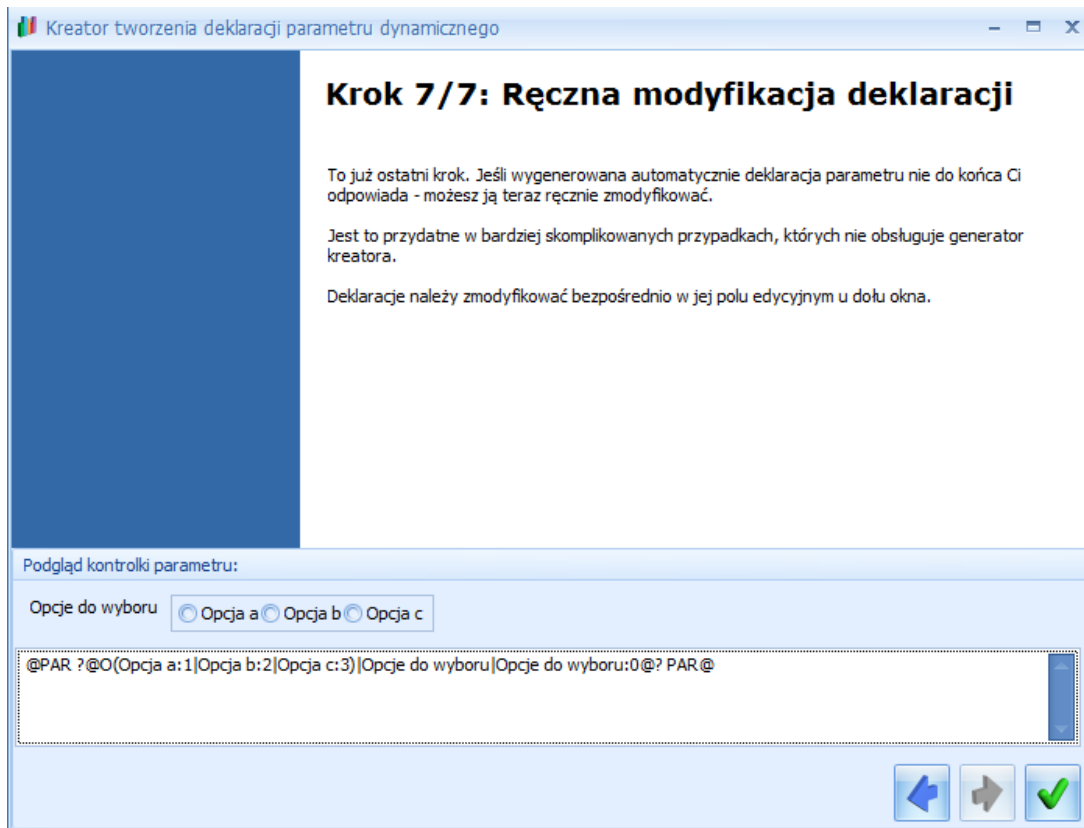 Kreator tworzenia deklaracji parametru dynamicznego
Krok 7/7: Ręczna modyfikacja deklaracji
To już ostatni krok. Jeśli wygenerowana automatycznie deklaracja parametru nie do końca Ci
odpowiada - możesz ją teraz ręcznie zmodyfikować.
Jest to przydatne w bardziej skomplikowanych przypadkach, których nie obsługuje generator
kreatora.
Deklaracje należy zmodyfikować bezpośrednio w jej polu edycyjnym u dołu okna.
Podgląd kontrolki parametru:
Opcje do wyboru Opcja a Opcja b Opcja c
@PAR ?@O(Opcja a:1|Opcja b:2|Opcja c:3)|Opcje do wyboru|Opcje do wyboru:0@? PAR@